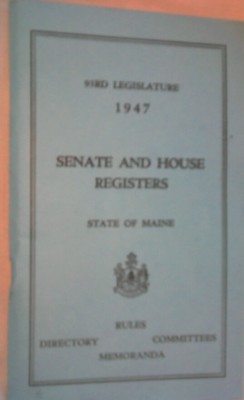 93RD LEGISLATURE
1947
SENATE AND HOUSE
REGISTERS
STATE OF MAINE
RULES
DIRECTORY COMMITTEES
MEMORANDA